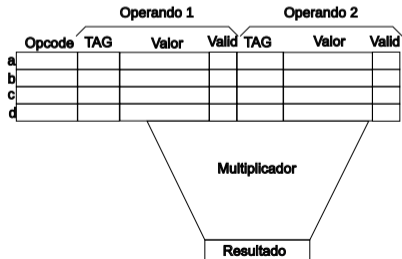 Operando 1 Operando 2
Opcode TAG Valor Valid TAG Valor Valid
a
b
c
d
Multiplicador
Resultado